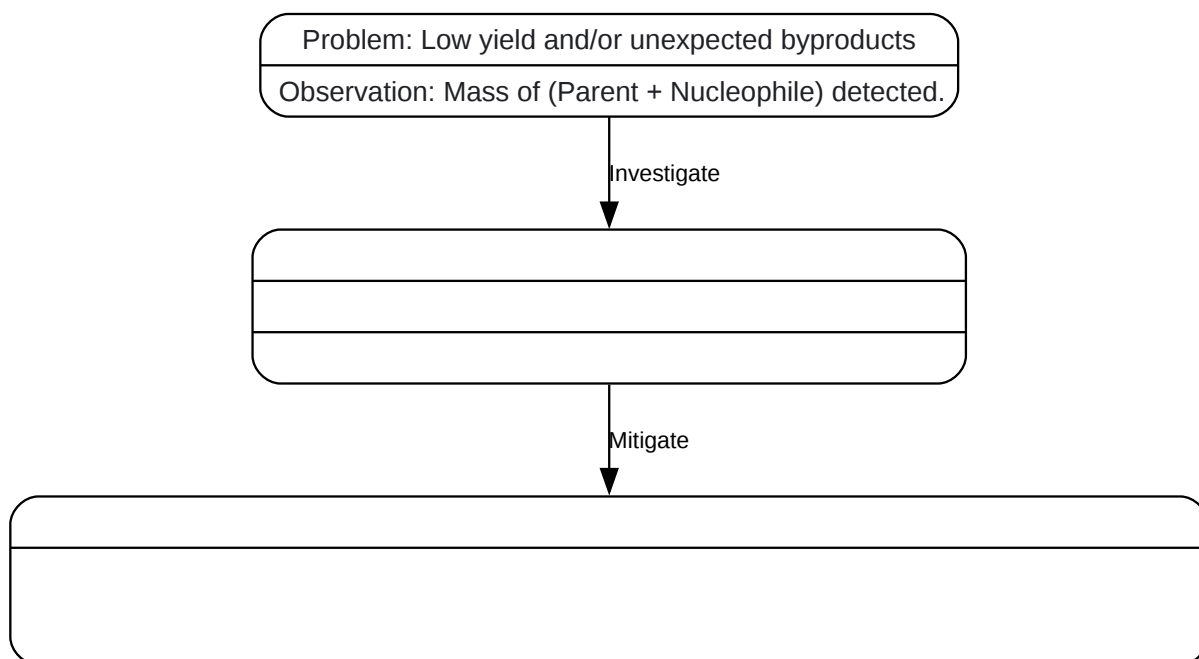 Problem: Low yield and/or unexpected byproducts
Observation: Mass of (Parent + Nucleophile) detected.
Investigate
Mitigate